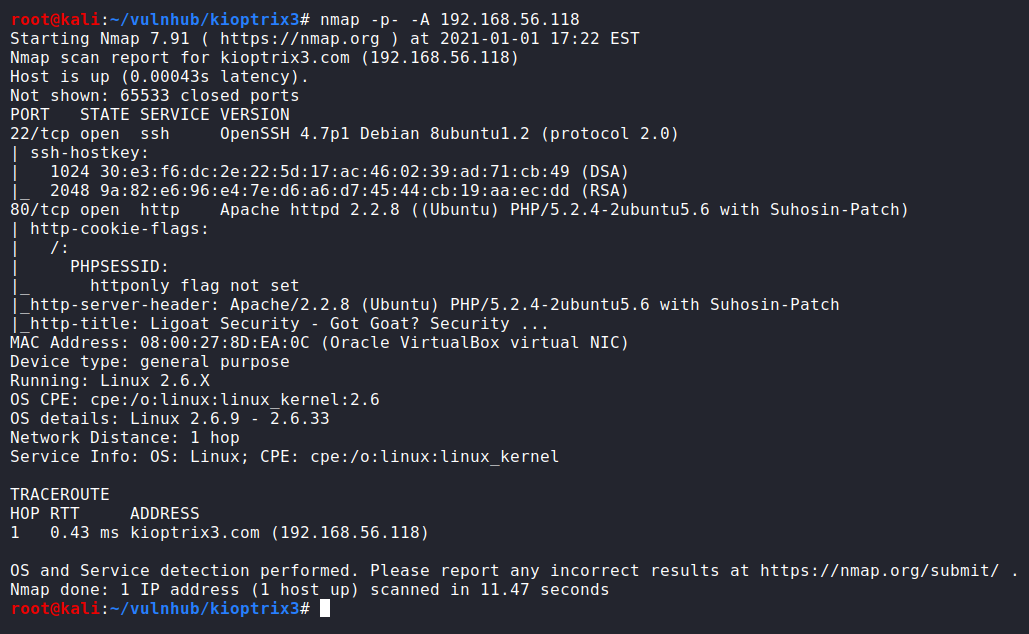 root@kali:~/vulnhub/kioptrix3# nmap -p- -A 192.168.56.118
Starting Nmap 7.91 ( https://nmap.org ) at 2021-01-01 17:22 EST
Nmap scan report for kioptrix3.com (192.168.56.118)
Host is up (0.00043s latency).
Not shown: 65533 closed ports
PORT   STATE SERVICE VERSION
22/tcp open  ssh     OpenSSH 4.7p1 Debian 8ubuntu1.2 (protocol 2.0)
| ssh-hostkey:
|   1024 30:e3:f6:dc:2e:22:5d:17:ac:46:02:39:ad:71:cb:49 (DSA)
|_  2048 9a:82:e6:96:e4:7e:d6:a6:d7:45:44:cb:19:aa:ec:dd (RSA)
80/tcp open  http    Apache httpd 2.2.8 ((Ubuntu) PHP/5.2.4-2ubuntu5.6 with Suhosin-Patch)
| http-cookie-flags:
|   /:
|     PHPSESSID:
|_      httponly flag not set
|_http-server-header: Apache/2.2.8 (Ubuntu) PHP/5.2.4-2ubuntu5.6 with Suhosin-Patch
|_http-title: Ligoat Security - Got Goat? Security ...
MAC Address: 08:00:27:8D:EA:0C (Oracle VirtualBox virtual NIC)
Device type: general purpose
Running: Linux 2.6.X
OS CPE: cpe:/o:linux:linux_kernel:2.6
OS details: Linux 2.6.9 - 2.6.33
Network Distance: 1 hop
Service Info: OS: Linux; CPE: cpe:/o:linux:linux_kernel

TRACEROUTE
HOP RTT     ADDRESS
1   0.43 ms kioptrix3.com (192.168.56.118)

OS and Service detection performed. Please report any incorrect results at https://nmap.org/submit/ .
Nmap done: 1 IP address (1 host up) scanned in 11.47 seconds
root@kali:~/vulnhub/kioptrix3#